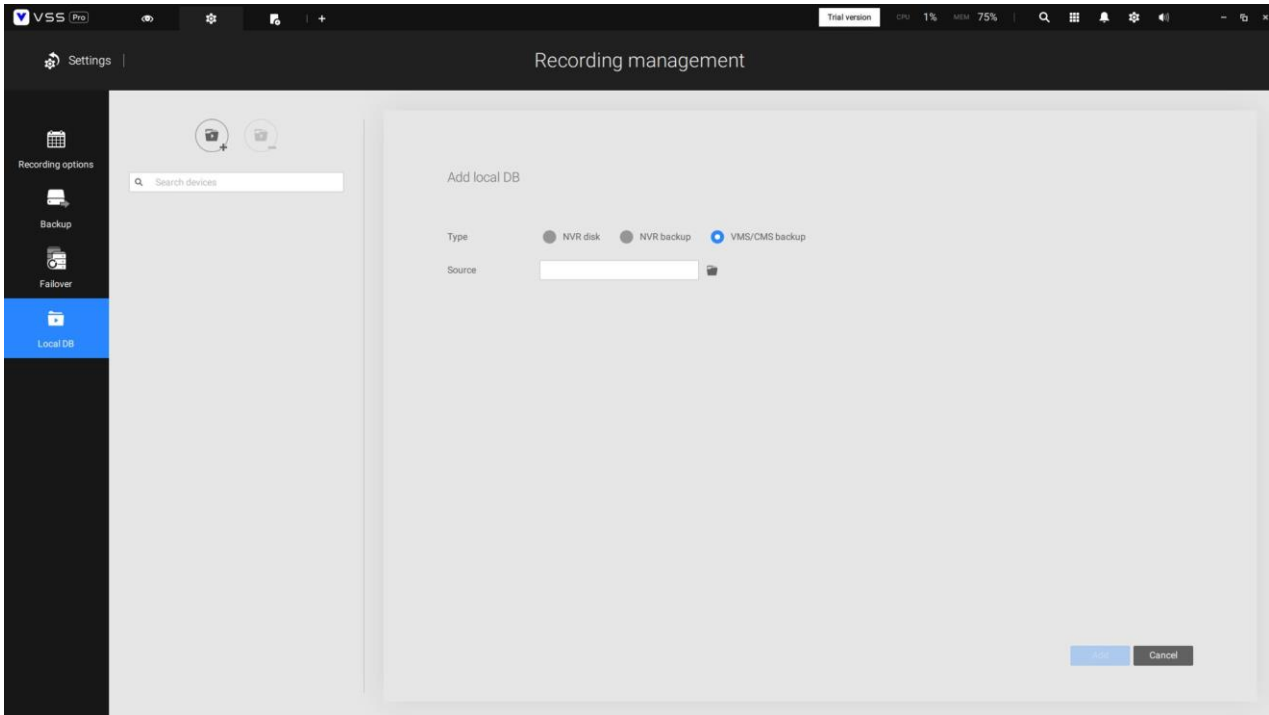 VSS Pro
Trial version CPU 1% MEM 75%
Settings
Recording management
Recording options
Backup
Failover
Local DB
Search devices
Add local DB
Type NVR disk NVR backup VMS/CMS backup
Source
Add Cancel